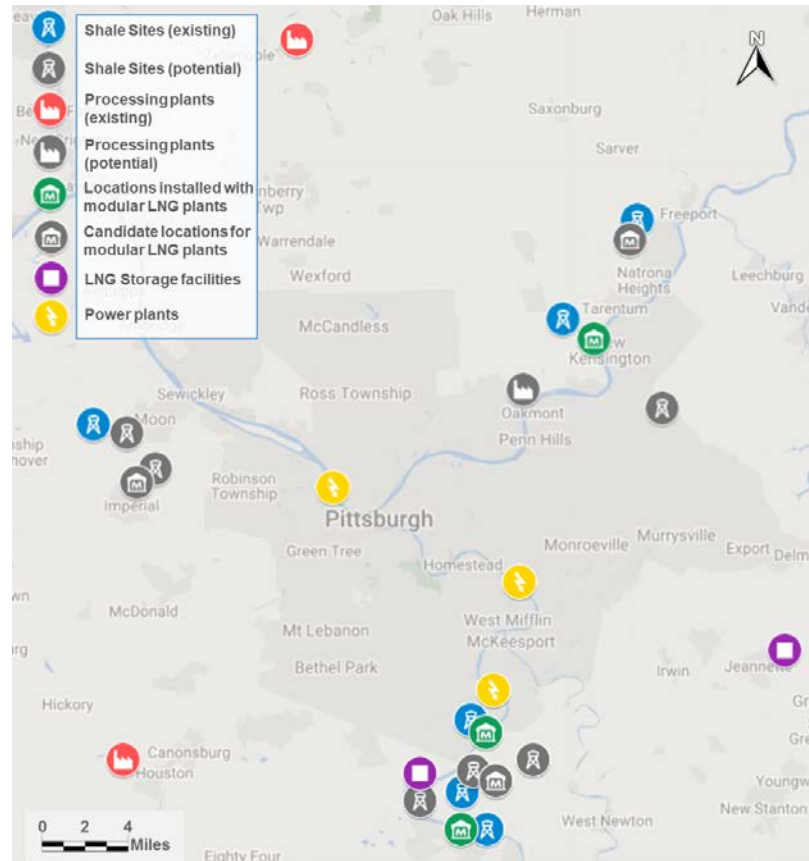 Shale Sites (existing)
Shale Sites (potential)
Processing plants
(existing)
Processing plants
(potential)
Locations installed with
modular LNG plants
Candidate locations for
modular LNG plants
LNG Storage facilities
Power plants
N
Oak Hills
Herman
Saxonburg
Sarver
Freeport
Twp
Warrendale
Natrona
Heights
Leechburg
Wexford
Tarentum
McCandless
Kensington
Sewickley
Ross Township
Oakmont
Moon
Penn Hills
Robinson
Township
Imperial
Pittsburgh
Green Tree
Monroeville
Murrysville
Homestead
Export
McDonald
West Mifflin
Mt Lebanon
McKeesport
Bethel Park
Irwin
Jeannette
Hickory
Canonsburg
Houston
West Newton
New Stanton
Eighty Four
0 2 4
Miles